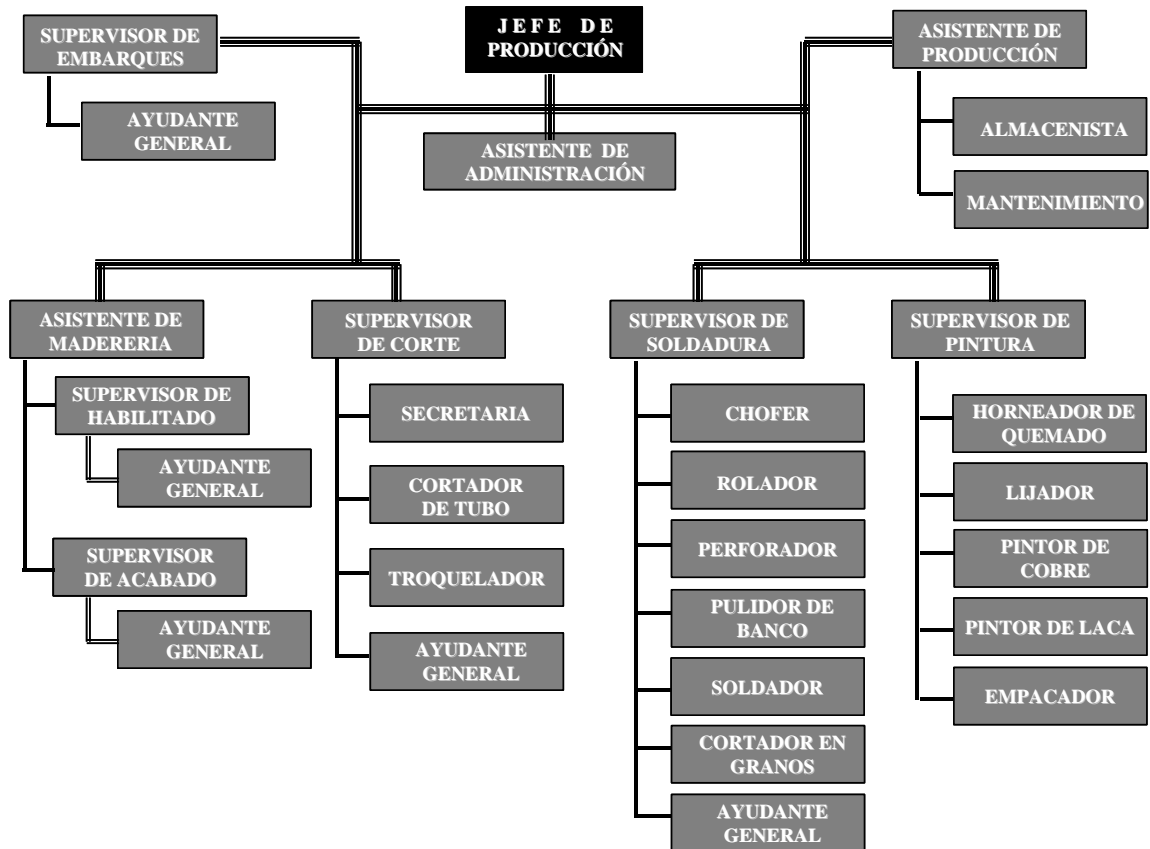 JEFE DE
PRODUCCIÓN
SUPERVISOR DE
EMBARQUES
ASISTENTE DE
PRODUCCIÓN
AYUDANTE
GENERAL
ASISTENTE DE
ADMINISTRACIÓN
ALMACENISTA
MANTENIMIENTO
ASISTENTE DE
MADERERIA
SUPERVISOR DE
HABILITADO
AYUDANTE
GENERAL
SUPERVISOR
DE ACABADO
AYUDANTE
GENERAL
SUPERVISOR
DE CORTE
SECRETARIA
CORTADOR
DE TUBO
TROQUELADOR
AYUDANTE
GENERAL
SUPERVISOR DE
SOLDADURA
CHOFER
ROLADOR
PERFORADOR
PULIDOR DE
BANCO
SOLDADOR
CORTADOR EN
GRANOS
AYUDANTE
GENERAL
SUPERVISOR DE
PINTURA
HORNEADOR DE
QUEMADO
LIJADOR
PINTOR DE
COBRE
PINTOR DE LACA
EMPACADOR